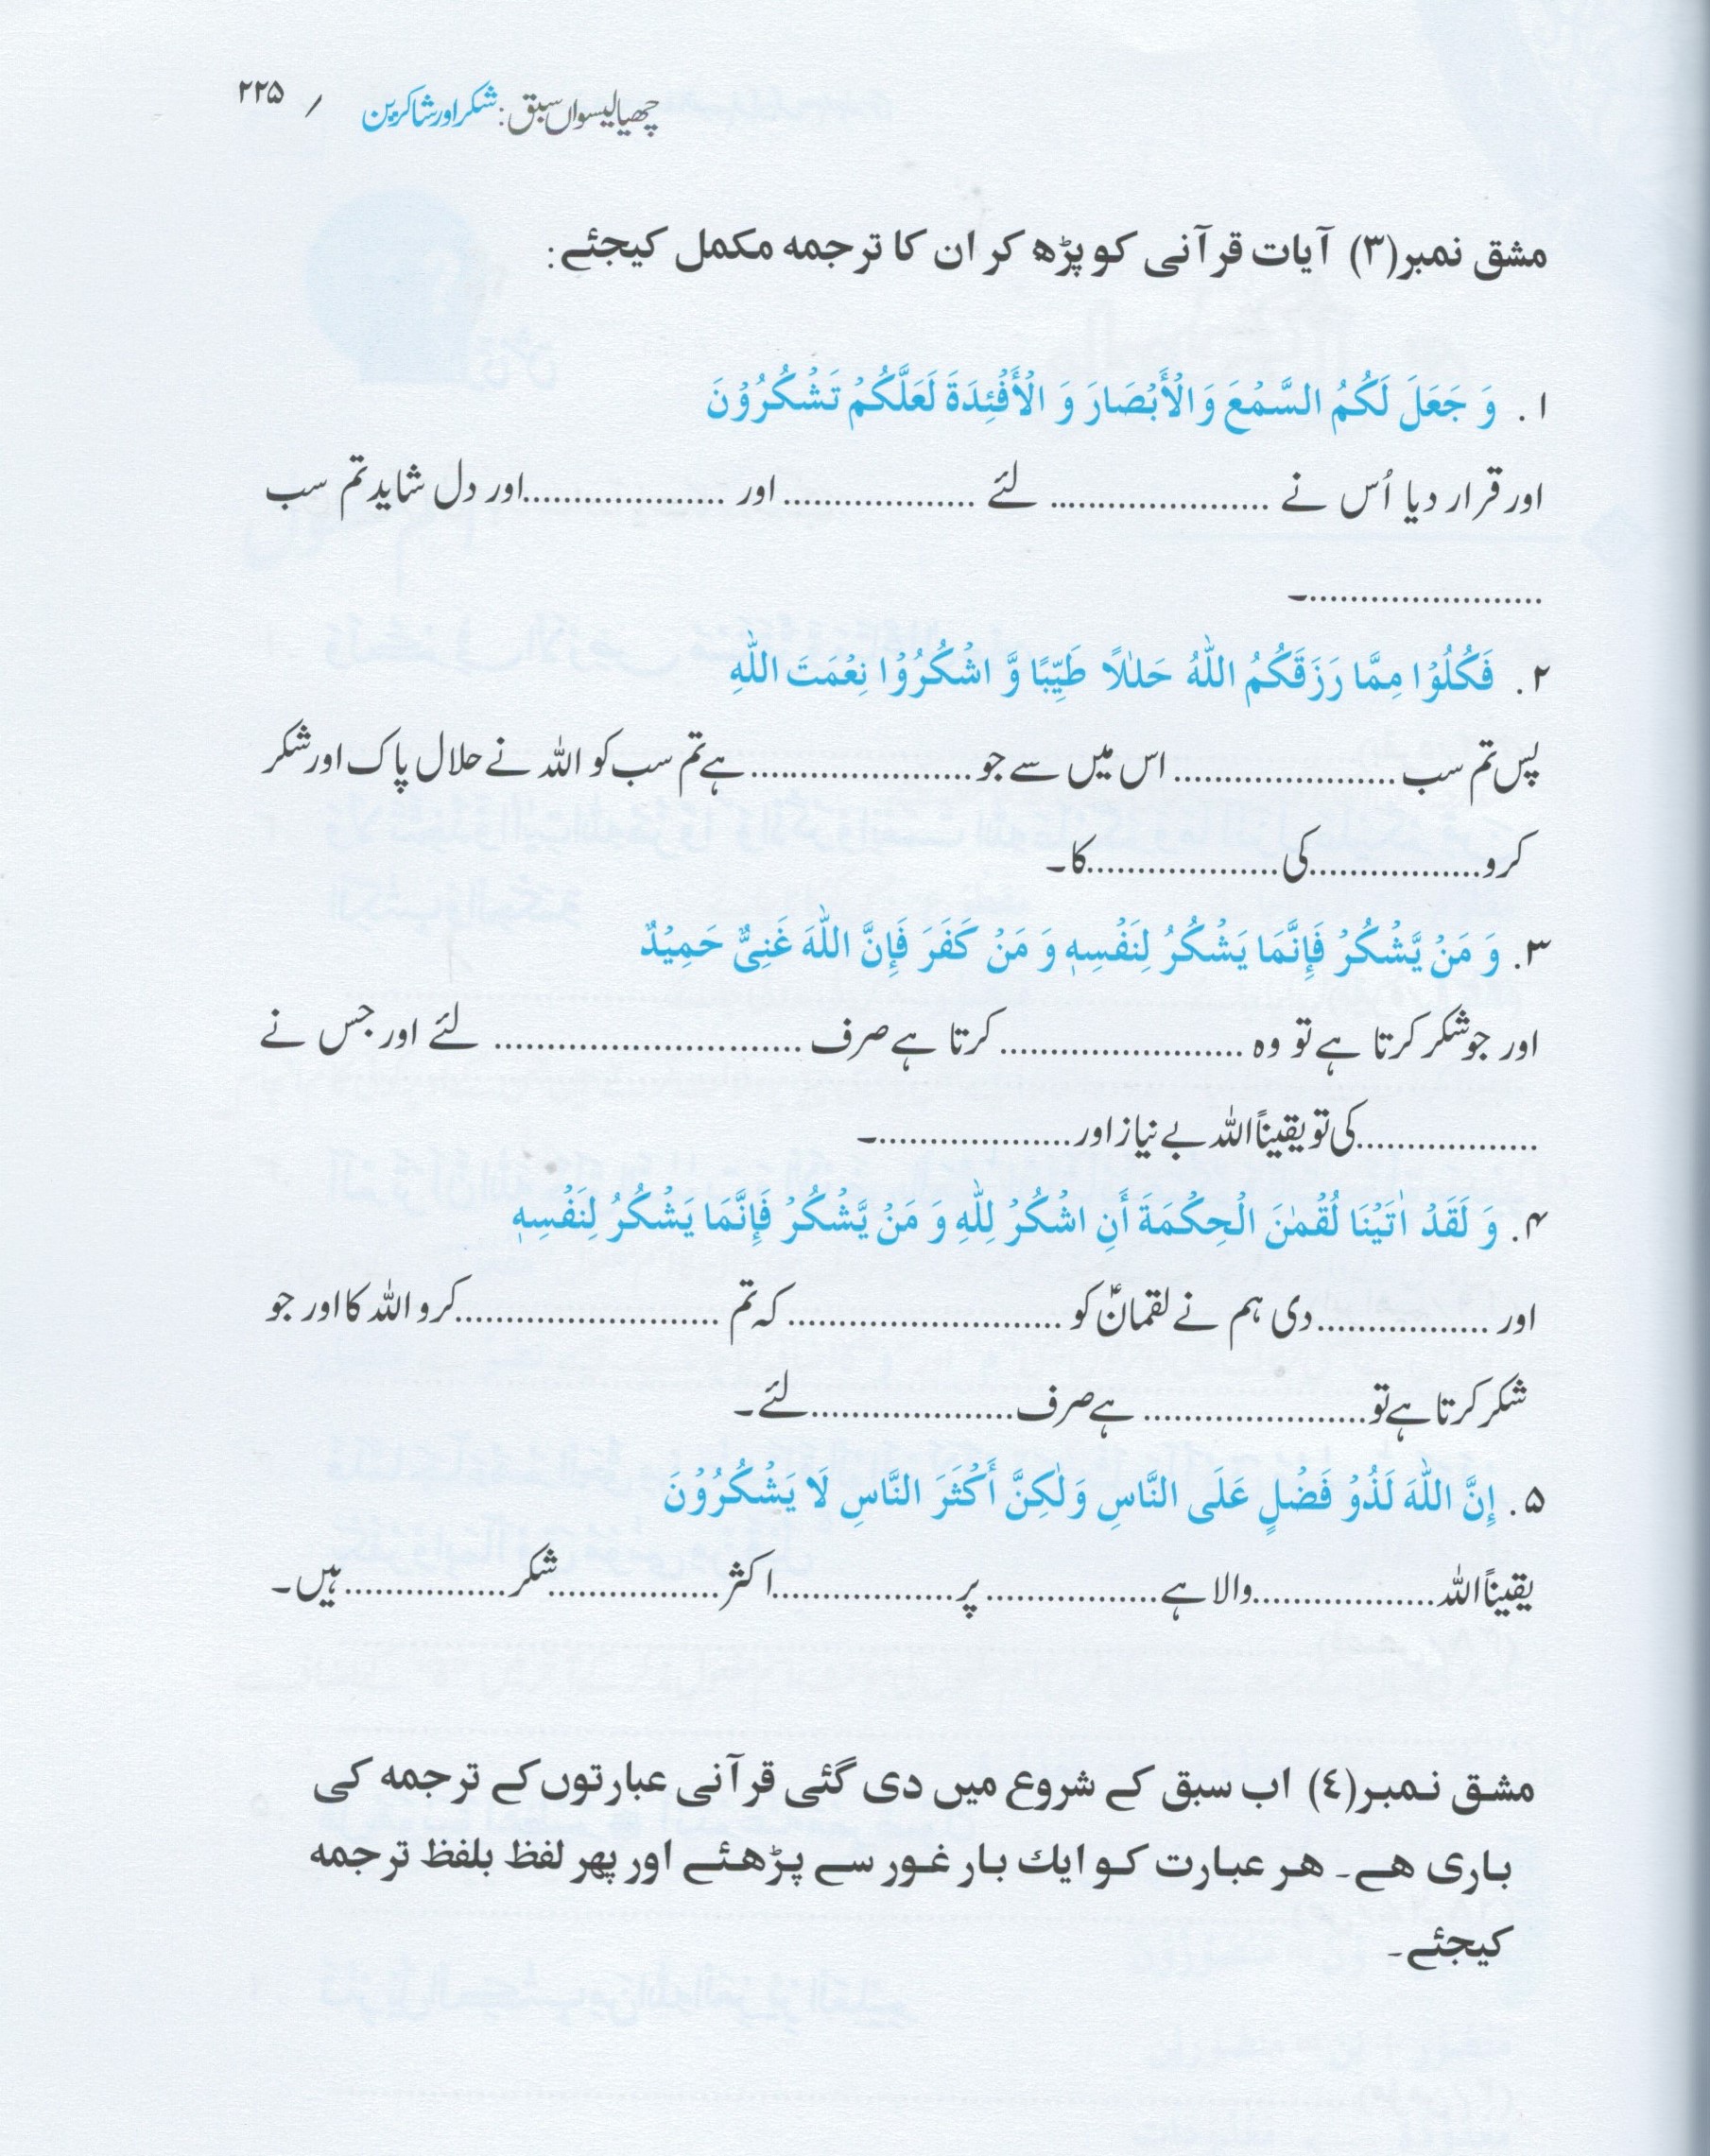 چھیالیسواں سبق: شکر اور شاکرین / ۲۲۵
مشق نمبر(۳) آیات قرآنی کو پڑھ کر ان کا ترجمہ مکمل کیجئے:
۱. وَ جَعَلَ لَكُمُ السَّمْعَ وَالْأَبْصَارَ وَ الْأَفْئِدَةَ لَعَلَّكُمْ تَشْكُرُوْنَ
اور قرار دیا اُس نے ..................... لئے ................... اور ...................اور دل شاید تم سب
.......................۔
۲. فَكُلُوْا مِمَّا رَزَقَكُمُ اللّٰهُ حَلٰلًا طَيِّبًا وَّ اشْكُرُوْا نِعْمَتَ اللّٰهِ
پس تم سب ..................... اس میں سے جو .....................ہے تم سب کو اللہ نے حلال پاک اور شکر
کرو.................کی...................کا۔
۳. وَ مَنْ يَّشْكُرْ فَإِنَّمَا يَشْكُرُ لِنَفْسِهٖ وَ مَنْ كَفَرَ فَإِنَّ اللّٰهَ غَنِىٌّ حَمِيْدٌ
اور جو شکر کرتا ہے تو وہ ........................کرتا ہے صرف .............................. لئے اور جس نے
..................کی تو یقیناً اللہ بے نیاز اور...................۔
۴. وَ لَقَدْ اٰتَيْنَا لُقْمٰنَ الْحِكْمَةَ أَنِ اشْكُرْ لِلّٰهِ وَ مَنْ يَّشْكُرْ فَإِنَّمَا يَشْكُرُ لِنَفْسِهٖ
اور .................دی ہم نے لقمانؑ کو ........................... کہ تم ..........................کرو اللہ کا اور جو
شکر کرتا ہے تو...................... ہے صرف....................لئے۔
۵. إِنَّ اللّٰهَ لَذُوْ فَضْلٍ عَلَى النَّاسِ وَلٰكِنَّ أَكْثَرَ النَّاسِ لَا يَشْكُرُوْنَ
یقیناً اللہ..................والا ہے.................پر..................اکثر.................شکر................ہیں۔
مشق نمبر(٤) اب سبق کے شروع میں دی گئی قرآنی عبارتوں کے ترجمہ کی
باری ھے۔ ھر عبارت کو ایك بار غور سے پڑھئے اور پھر لفظ بلفظ ترجمہ
کیجئے۔